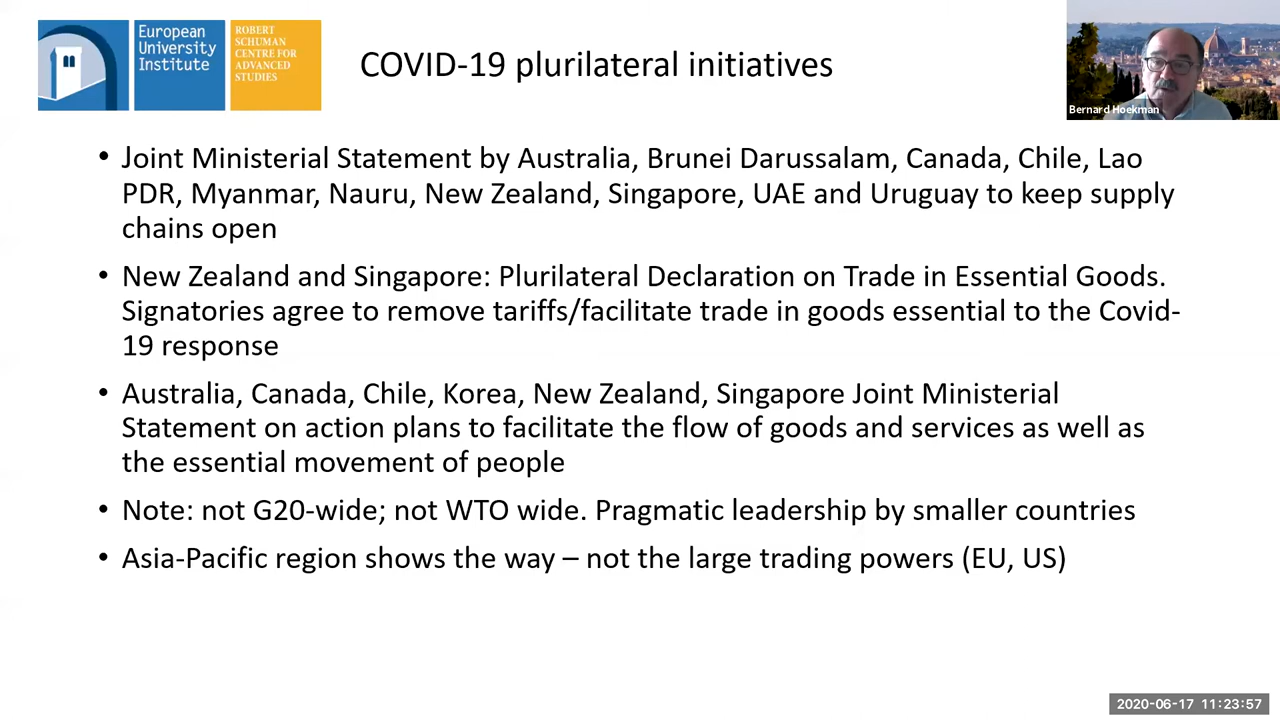 European
University
Institute
ROBERT
SCHUMAN
CENTRE FOR
ADVANCED
STUDIES
COVID-19 plurilateral initiatives
Bernard Hoekman
• Joint Ministerial Statement by Australia, Brunei Darussalam, Canada, Chile, Lao
PDR, Myanmar, Nauru, New Zealand, Singapore, UAE and Uruguay to keep supply
chains open
• New Zealand and Singapore: Plurilateral Declaration on Trade in Essential Goods.
Signatories agree to remove tariffs/facilitate trade in goods essential to the Covid-
19 response
• Australia, Canada, Chile, Korea, New Zealand, Singapore Joint Ministerial
Statement on action plans to facilitate the flow of goods and services as well as
the essential movement of people
• Note: not G20-wide; not WTO wide. Pragmatic leadership by smaller countries
• Asia-Pacific region shows the way – not the large trading powers (EU, US)
2020-06-17 11:23:57